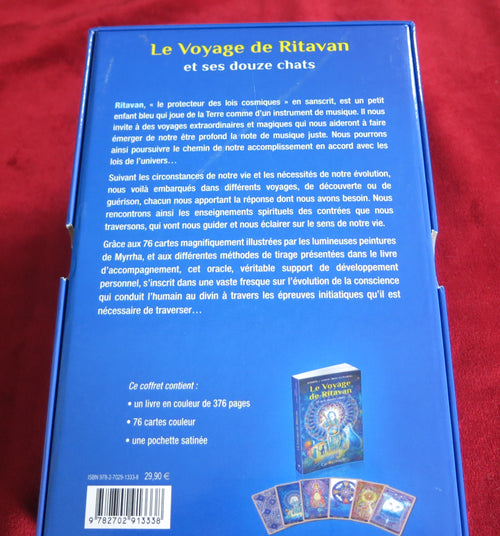 Le Voyage de Ritavan
et ses douze chats
Ritavan, « le protecteur des lois cosmiques » en sanscrit, est un petit
enfant bleu qui joue de la Terre comme d'un instrument de musique. Il nous
invite à des voyages extraordinaires et magiques qui nous aideront à faire
émerger de notre être profond la note de musique juste. Nous pourrons
ainsi poursuivre le chemin de notre accomplissement en accord avec les
lois de l'univers…
Suivant les circonstances de notre vie et les nécessités de notre évolution,
nous voilà embarqués dans différents voyages, de découverte ou de
guérison, chacun nous apportant la réponse dont nous avons besoin. Nous
rencontrons ainsi les enseignements spirituels des contrées que nous
traversons, qui vont nous guider et nous éclairer sur le sens de notre vie.
Grâce aux 76 cartes magnifiquement illustrées par les lumineuses peintures
de Myrrha, et aux différentes méthodes de tirage présentées dans le livre
d'accompagnement, cet oracle, véritable support de développement
personnel, s'inscrit dans une vaste fresque sur l'évolution de la conscience
qui conduit l'humain au divin à travers les épreuves initiatiques qu'il est
nécessaire de traverser…
Ce coffret contient :
• un livre en couleur de 376 pages
• 76 cartes couleur
• une pochette satinée
Le Voyage
de Ritavan
et ses douze chats
ISBN 978-2-7029-1333-8 29,90 €
9 782702 913338